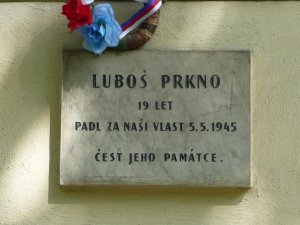 LUBOŠ PRKNO
19 LET
PADL ZA NAŠI VLAST 5.5.1945
ČEST JEHO PAMÁTCE.